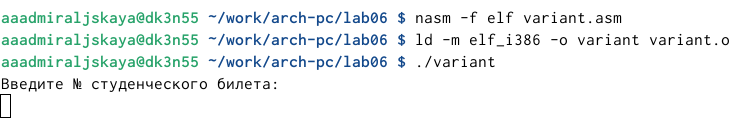 aaadmiraljskaya@dk3n55 ~/work/arch-pc/lab06 $ nasm -f elf variant.asm
aaadmiraljskaya@dk3n55 ~/work/arch-pc/lab06 $ ld -m elf_i386 -o variant variant.o
aaadmiraljskaya@dk3n55 ~/work/arch-pc/lab06 $ ./variant
Введите № студенческого билета: